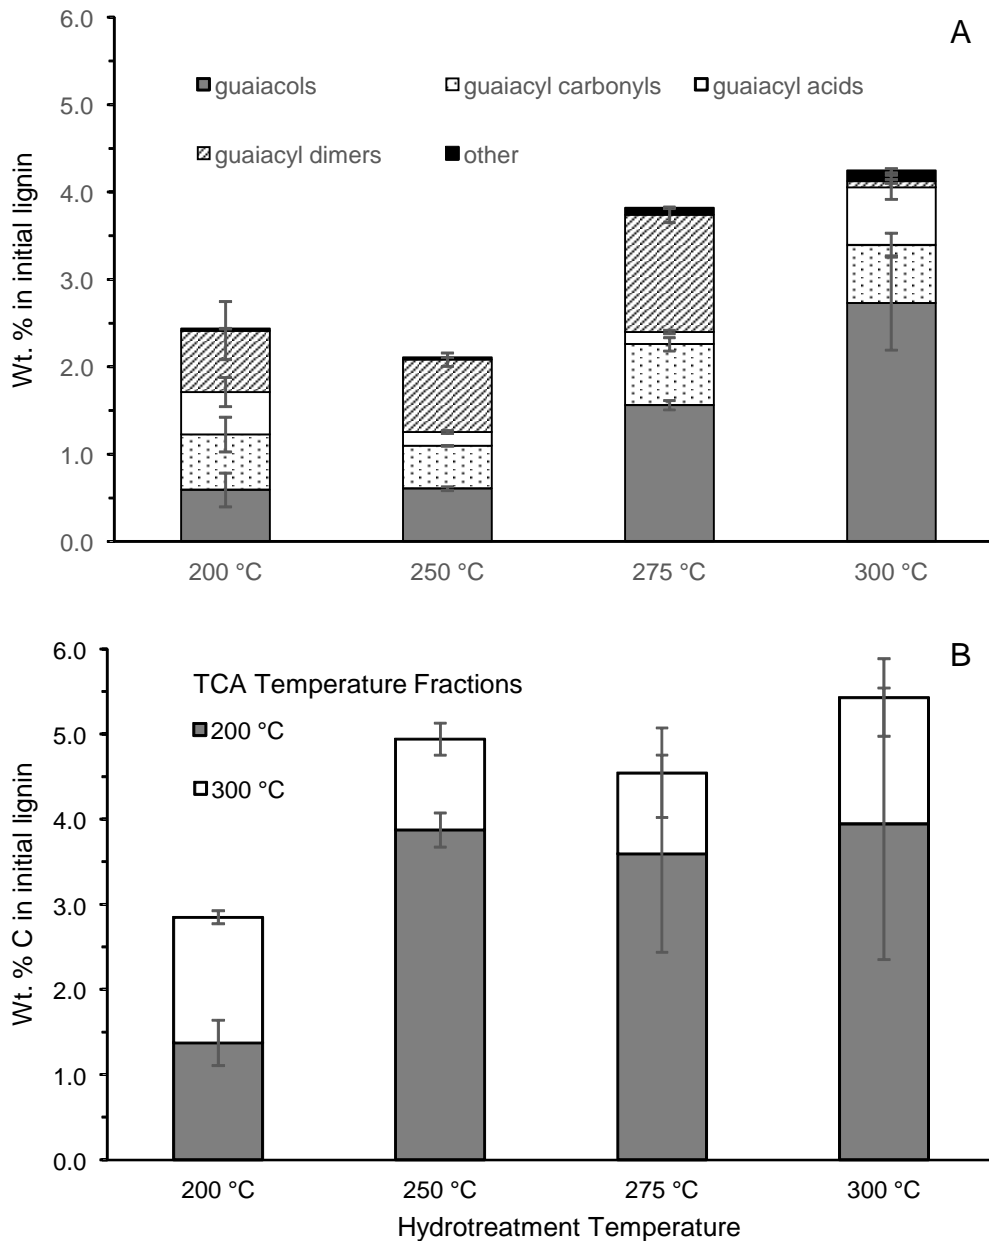 A
6.0
5.0
4.0
3.0
2.0
1.0
0.0
Wt. % in initial lignin
guaiacols guaiacyl carbonyls guaiacyl acids
guaiacyl dimers other
200 °C 250 °C 275 °C 300 °C
B
6.0
5.0
4.0
3.0
2.0
1.0
0.0
Wt. % C in initial lignin
TCA Temperature Fractions
200 °C
300 °C
200 °C 250 °C 275 °C 300 °C
Hydrotreatment Temperature